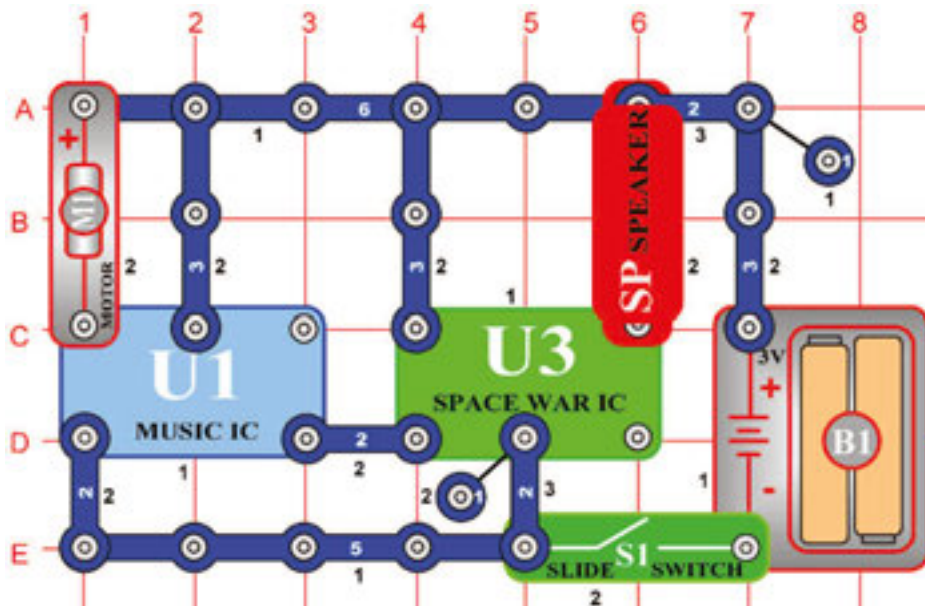 1 2 3 4 5 6 7 8
A 6 2
1 3
+ SPEAKER 1
1
B M1
3 2 3 2 2 3 2
2 MOTOR SP
1
C
U1 U3 3V
MUSIC IC SPACE WAR IC +
D 2 B1
1 2 1 -
2 2 2 1 2 3
E 5 S1
1 SLIDE SWITCH
2